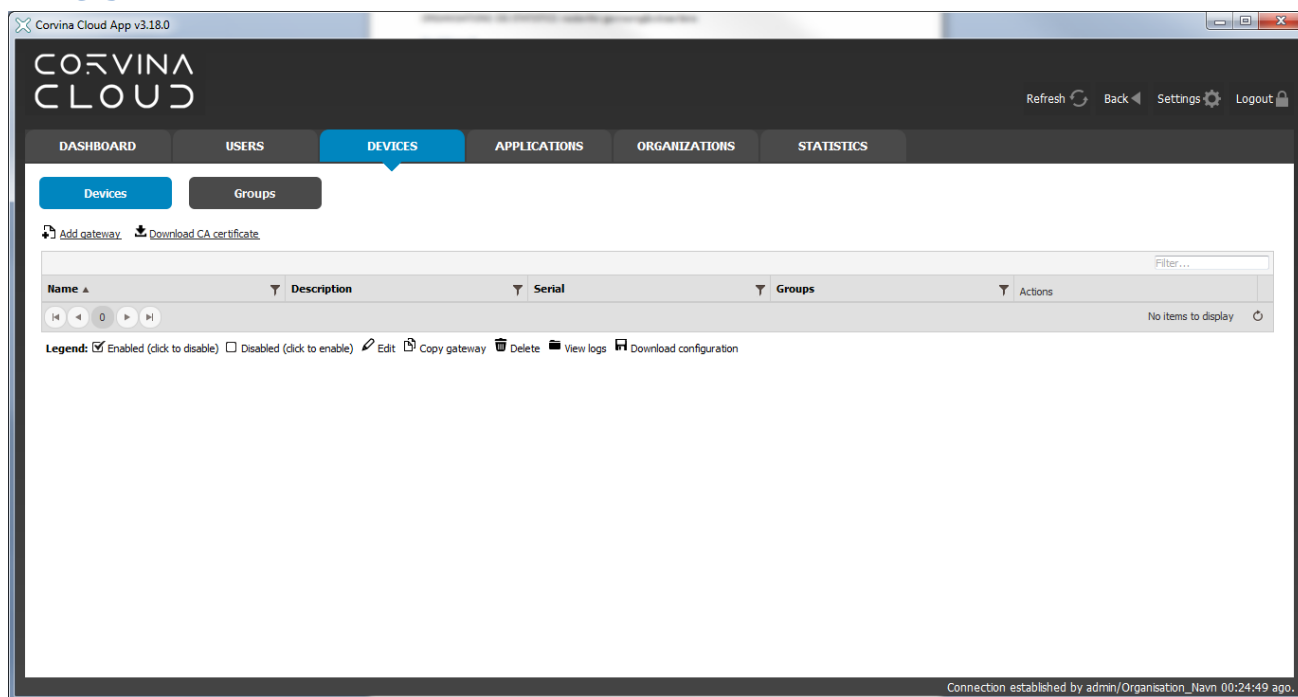 Corvina Cloud App v3.18.0
CORVINA
CLOUD
Refresh Back Settings Logout
DASHBOARD USERS DEVICES APPLICATIONS ORGANIZATIONS STATISTICS
Devices Groups
Add gateway Download CA certificate
Filter...
Name Description Serial Groups Actions
0 No items to display
Legend: Enabled (click to disable) Disabled (click to enable) Edit Copy gateway Delete View logs Download configuration
Connection established by admin/Organisation_Navn 00:24:49 ago.